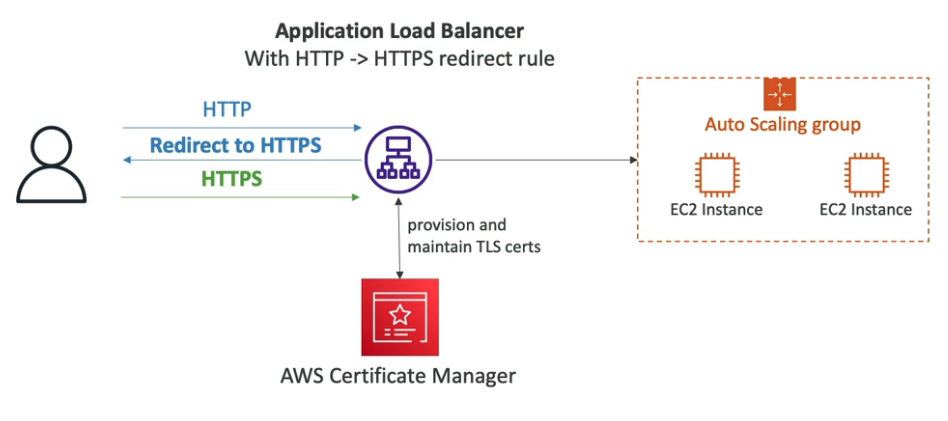 Application Load Balancer
With HTTP -> HTTPS redirect rule
HTTP
Redirect to HTTPS
HTTPS
Auto Scaling group
EC2 Instance
EC2 Instance
provision and
maintain TLS certs
AWS Certificate Manager